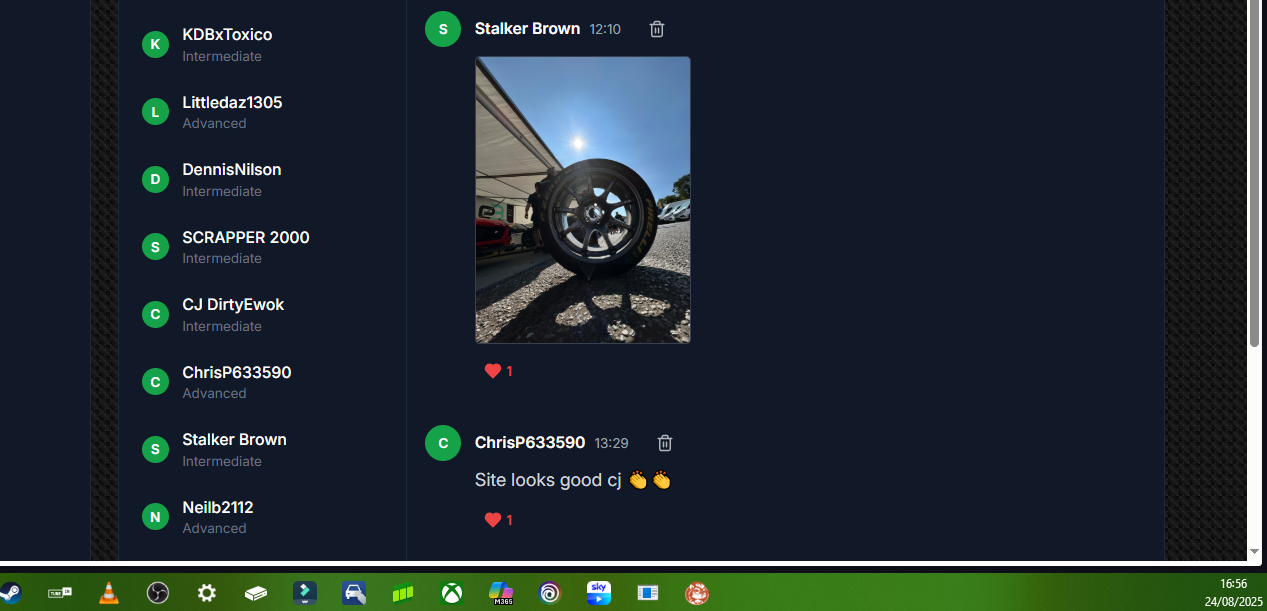 K
KDBxToxico
Intermediate
L
Littledaz1305
Advanced
D
DennisNilson
Intermediate
S
SCRAPPER 2000
Intermediate
C
CJ DirtyEwok
Intermediate
C
ChrisP633590
Advanced
S
Stalker Brown
Intermediate
N
Neilb2112
Advanced
S
Stalker Brown 12:10
1
C
ChrisP633590 13:29
Site looks good cj 👏👏
1
M365
sky
16:56
24/08/2025